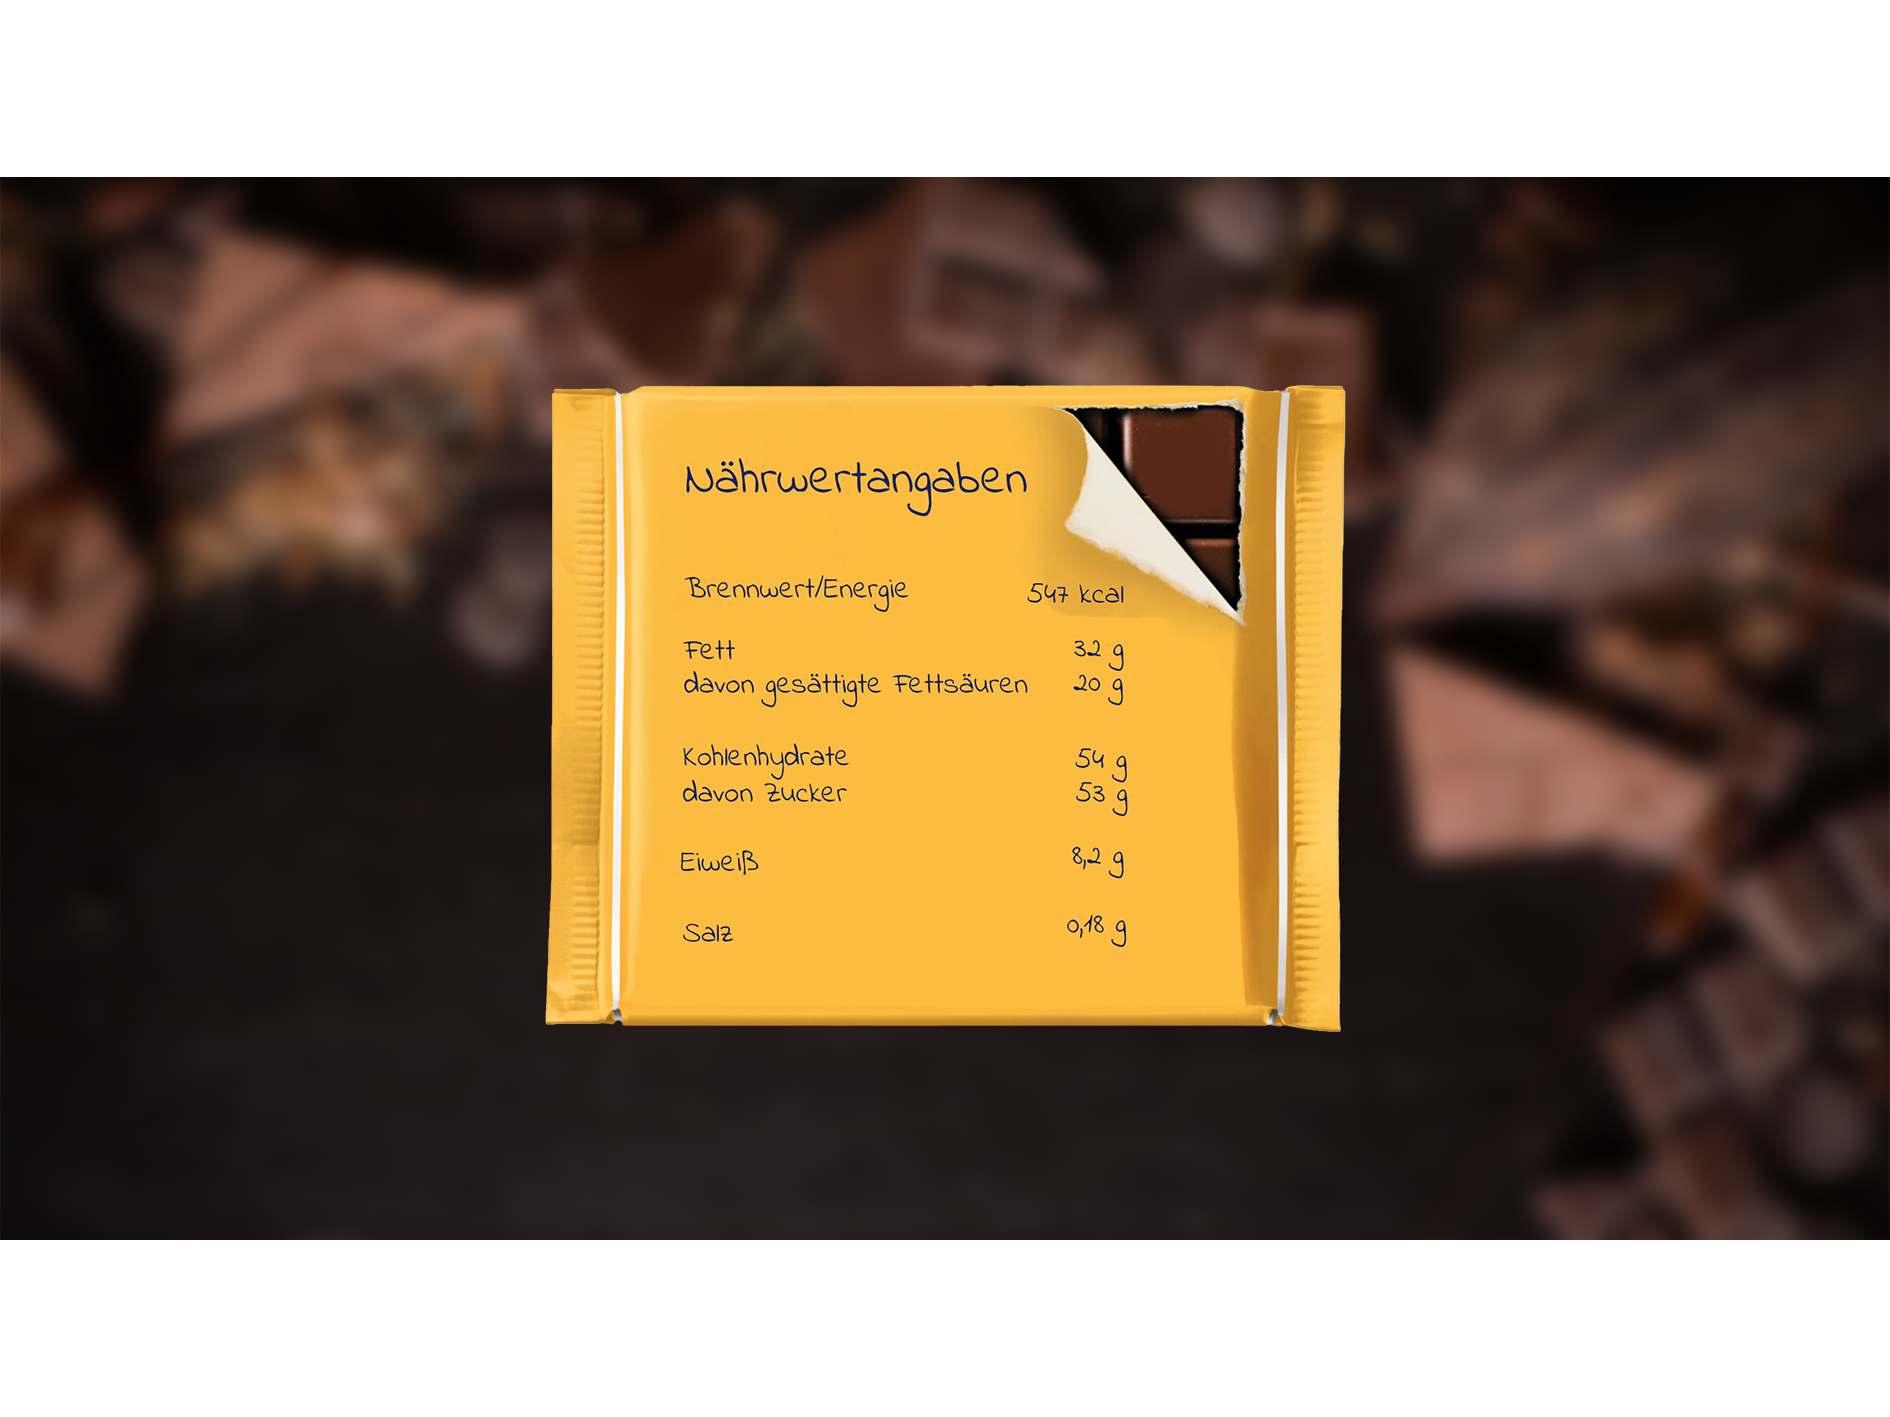 Nährwertangaben
Brennwert/Energie 547 kcal
Fett 32 g
davon gesättigte Fettsäuren 20 g
Kohlenhydrate 54 g
davon Zucker 53 g
Eiweiß 8,2 g
Salz 0,18 g